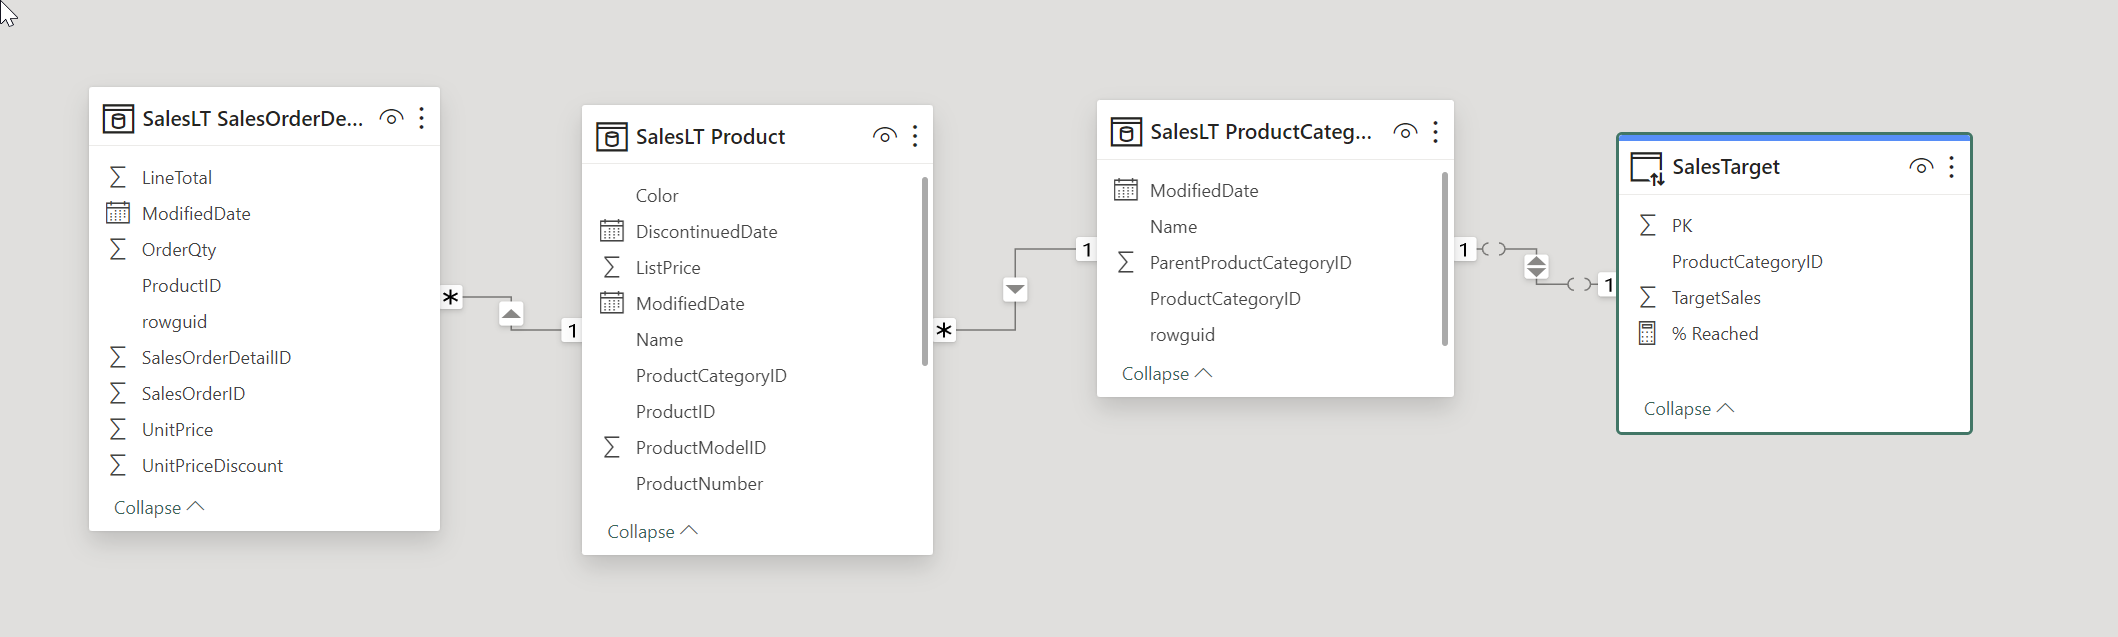 SalesLT SalesOrderDe...
LineTotal
ModifiedDate
OrderQty
ProductID
rowguid
SalesOrderDetailID
SalesOrderID
UnitPrice
UnitPriceDiscount
Collapse
*
1
SalesLT Product
Color
DiscontinuedDate
ListPrice
ModifiedDate
Name
ProductCategoryID
ProductID
ProductModelID
ProductNumber
Collapse
*
1
SalesLT ProductCateg...
ModifiedDate
Name
ParentProductCategoryID
ProductCategoryID
rowguid
Collapse
1
1
SalesTarget
PK
ProductCategoryID
TargetSales
% Reached
Collapse